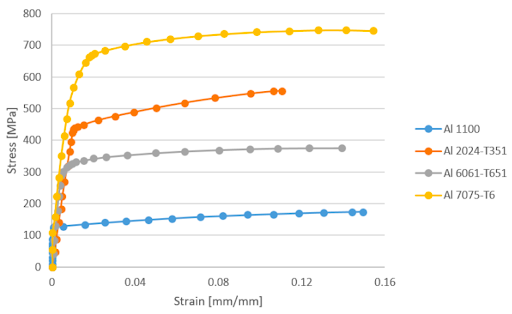 800
700
600
500
400
300
200
100
0
Stress [MPa]
0 0.04 0.08 0.12 0.16
Strain [mm/mm]
Al 1100
Al 2024-T351
Al 6061-T651
Al 7075-T6